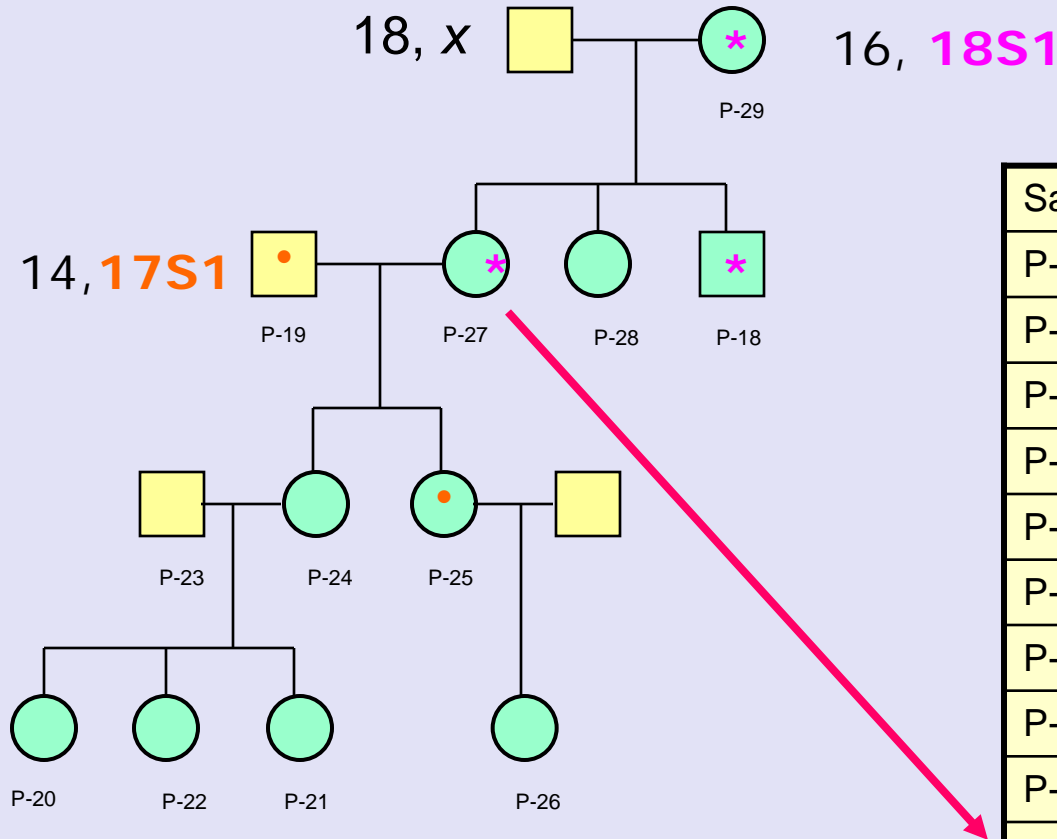 18, x
16, 18S1
P-29
14,17S1
P-19
P-27
P-28
P-18
P-23
P-24
P-25
P-20
P-22
P-21
P-26
*
*
*
Sa
P-
P-
P-
P-
P-
P-
P-
P-
P-